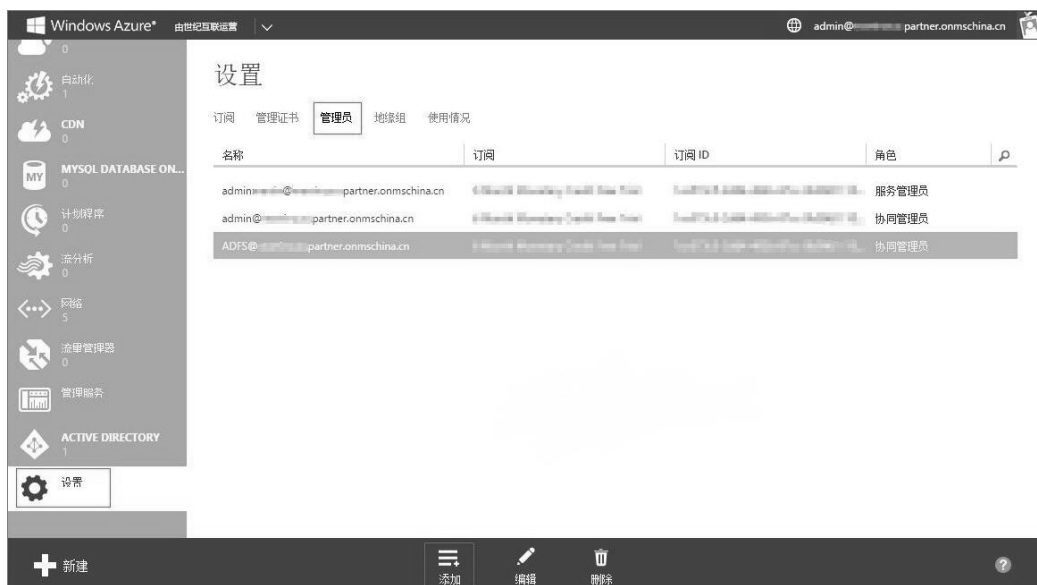 Windows Azure 由世纪互联运营
admin@ partner.onmschina.cn
0
自动化
1
CDN
0
MY
MYSQL DATABASE ON...
0
计划程序
0
流分析
0
网络
5
流量管理器
0
管理服务
ACTIVE DIRECTORY
1
设置
设置
订阅 管理证书 管理员 地缘组 使用情况
名称 订阅 订阅 ID 角色
admin @ partner.onmschina.cn 服务管理员
admin@ partner.onmschina.cn 协同管理员
ADFS@ partner.onmschina.cn 协同管理员
新建
添加 编辑 删除
?